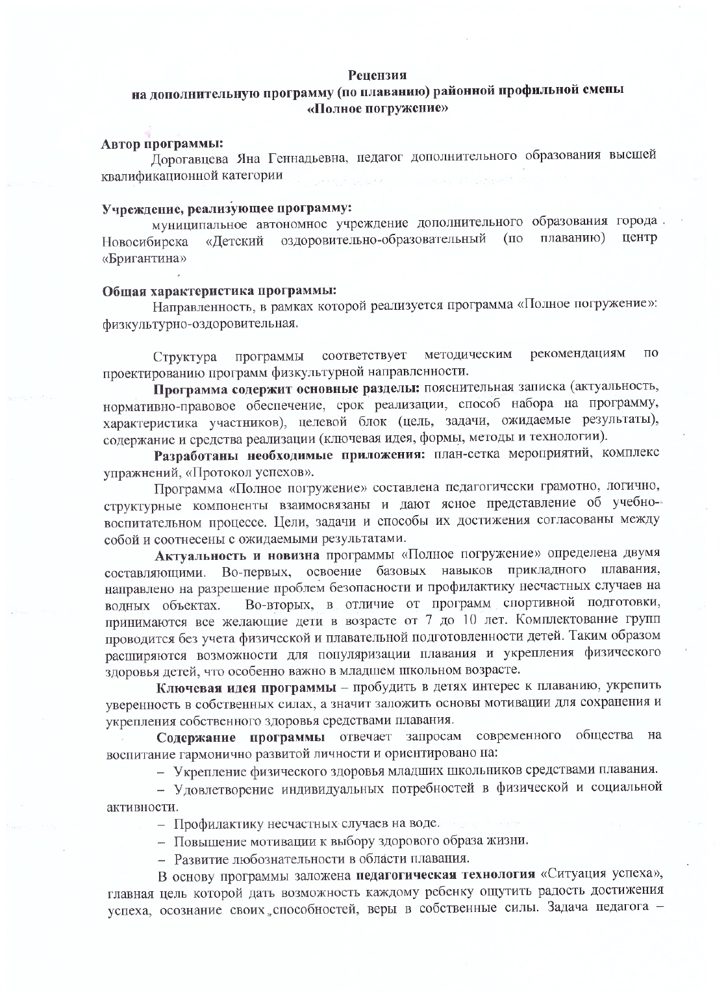 Рецензия
на дополнительную программу (по плаванию) районной профильной смены
«Полное погружение»
Автор программы:
Дорогавцева Яна Геннадьевна, педагог дополнительного образования высшей
квалификационной категории
Учреждение, реализующее программу:
муниципальное автономное учреждение дополнительного образования города
Новосибирска «Детский оздоровительно-образовательный (по плаванию) центр
«Бригантина»
Общая характеристика программы:
Направленность, в рамках которой реализуется программа «Полное погружение»:
физкультурно-оздоровительная.
Структура программы соответствует методическим рекомендациям по
проектированию программ физкультурной направленности.
Программа содержит основные разделы: пояснительная записка (актуальность,
нормативно-правовое обеспечение, срок реализации, способ набора на программу,
характеристика участников), целевой блок (цель, задачи, ожидаемые результаты),
содержание и средства реализации (ключевая идея, формы, методы и технологии).
Разработаны необходимые приложения: план-сетка мероприятий, комплекс
упражнений, «Протокол успехов».
Программа «Полное погружение» составлена педагогически грамотно, логично,
структурные компоненты взаимосвязаны и дают ясное представление об учебно-
воспитательном процессе. Цели, задачи и способы их достижения согласованы между
собой и соотнесены с ожидаемыми результатами.
Актуальность и новизна программы «Полное погружение» определена двумя
составляющими. Во-первых, освоение базовых навыков прикладного плавания,
направлено на разрешение проблем безопасности и профилактику несчастных случаев на
водных объектах. Во-вторых, в отличие от программ спортивной подготовки,
принимаются все желающие дети в возрасте от 7 до 10 лет. Комплектование групп
проводится без учета физической и плавательной подготовленности детей. Таким образом
расширяются возможности для популяризации плавания и укрепления физического
здоровья детей, что особенно важно в младшем школьном возрасте.
Ключевая идея программы – пробудить в детях интерес к плаванию, укрепить
уверенность в собственных силах, а значит заложить основы мотивации для сохранения и
укрепления собственного здоровья средствами плавания.
Содержание программы отвечает запросам современного общества на
воспитание гармонично развитой личности и ориентировано на:
– Укрепление физического здоровья младших школьников средствами плавания.
– Удовлетворение индивидуальных потребностей в физической и социальной
активности.
– Профилактику несчастных случаев на воде.
– Повышение мотивации к выбору здорового образа жизни.
– Развитие любознательности в области плавания.
В основу программы заложена педагогическая технология «Ситуация успеха»,
главная цель которой дать возможность каждому ребенку ощутить радость достижения
успеха, осознание своих способностей, веры в собственные силы. Задача педагога –